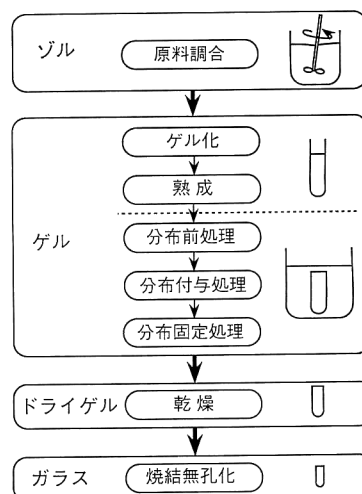 ゾル
原料調合
ゲル化
熟成
ゲル
分布前処理
分布付与処理
分布固定処理
ドライゲル
乾燥
ガラス
焼結無孔化